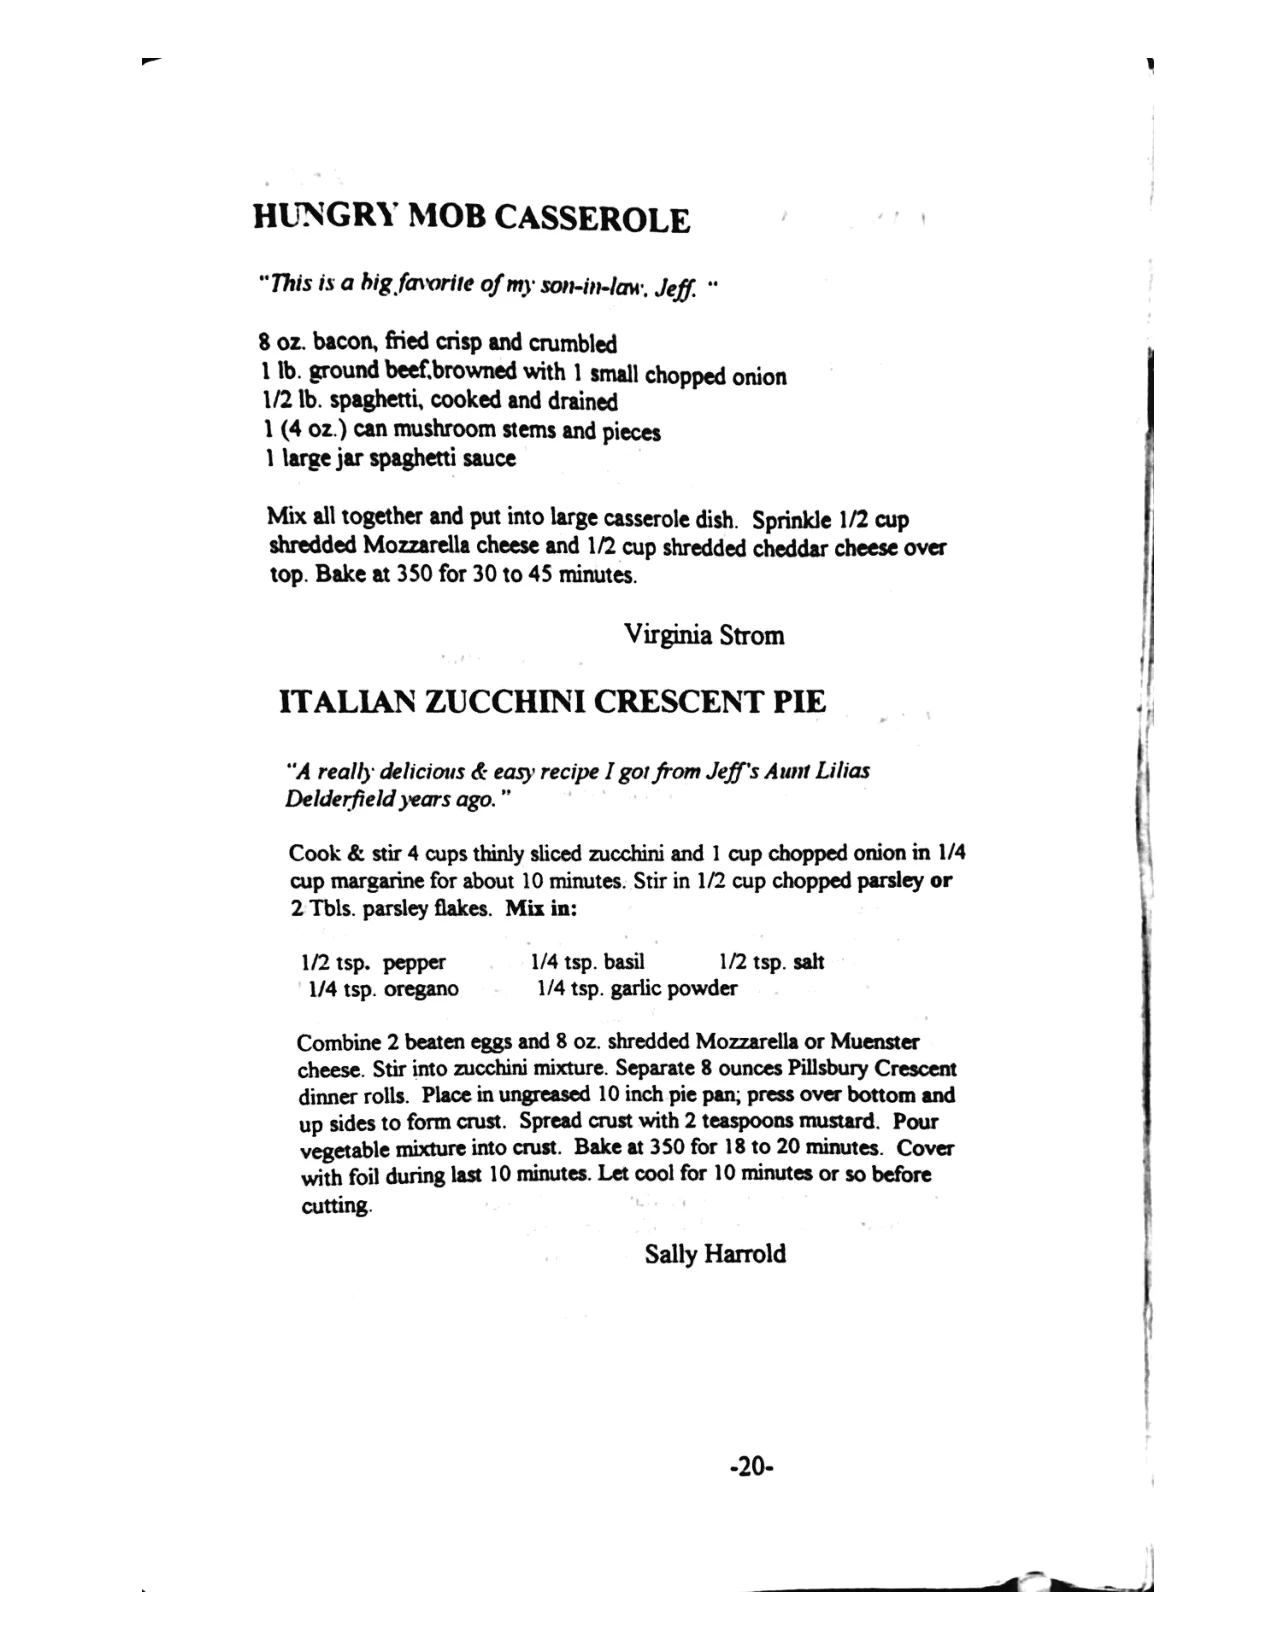 HUNGRY MOB CASSEROLE
"This is a big favorite of my son-in-law, Jeff. "
8 oz. bacon, fried crisp and crumbled
1 lb. ground beef,browned with 1 small chopped onion
1/2 lb. spaghetti, cooked and drained
1 (4 oz.) can mushroom stems and pieces
1 large jar spaghetti sauce
Mix all together and put into large casserole dish. Sprinkle 1/2 cup
shredded Mozzarella cheese and 1/2 cup shredded cheddar cheese over
top. Bake at 350 for 30 to 45 minutes.
Virginia Strom
ITALIAN ZUCCHINI CRESCENT PIE
"A really delicious & easy recipe I got from Jeff's Aunt Lilias
Delderfield years ago. "
Cook & stir 4 cups thinly sliced zucchini and 1 cup chopped onion in 1/4
cup margarine for about 10 minutes. Stir in 1/2 cup chopped parsley or
2 Tbls. parsley flakes. Mix in:
1/2 tsp. pepper 1/4 tsp. basil 1/2 tsp. salt
1/4 tsp. oregano 1/4 tsp. garlic powder
Combine 2 beaten eggs and 8 oz. shredded Mozzarella or Muenster
cheese. Stir into zucchini mixture. Separate 8 ounces Pillsbury Crescent
dinner rolls. Place in ungreased 10 inch pie pan; press over bottom and
up sides to form crust. Spread crust with 2 teaspoons mustard. Pour
vegetable mixture into crust. Bake at 350 for 18 to 20 minutes. Cover
with foil during last 10 minutes. Let cool for 10 minutes or so before
cutting.
Sally Harrold
-20-